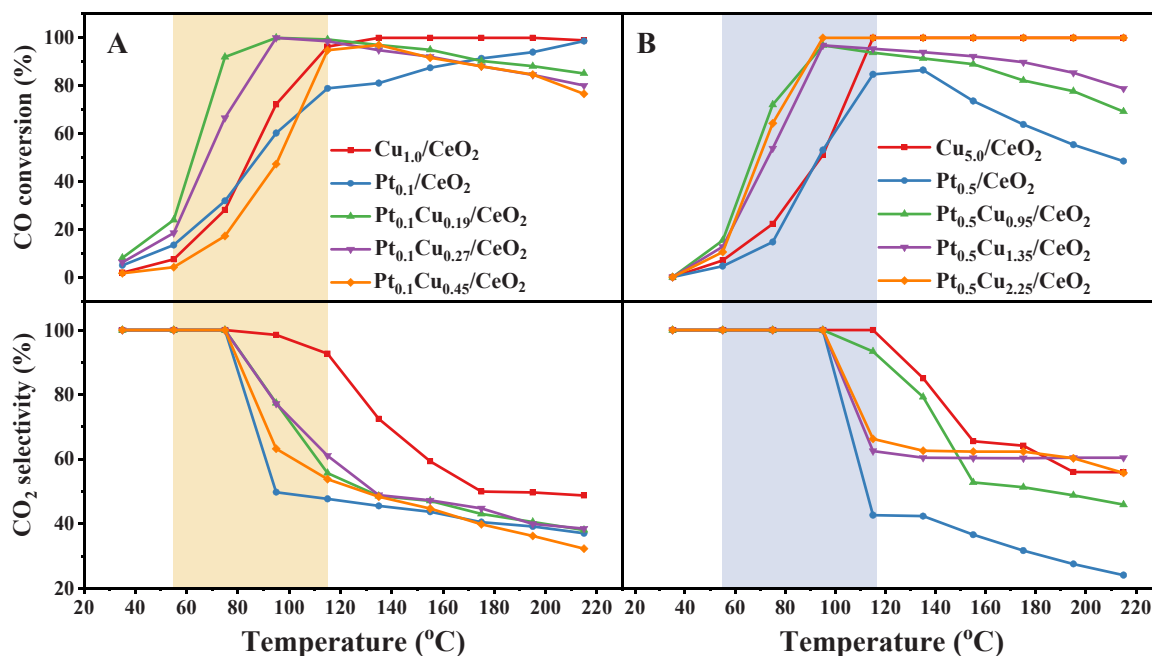 A
B
CO conversion (%)
100
80
60
40
20
0
Cu1.0/CeO2
Pt0.1/CeO2
Pt0.1Cu0.19/CeO2
Pt0.1Cu0.27/CeO2
Pt0.1Cu0.45/CeO2
Cu5.0/CeO2
Pt0.5/CeO2
Pt0.5Cu0.95/CeO2
Pt0.5Cu1.35/CeO2
Pt0.5Cu2.25/CeO2
CO2 selectivity (%)
100
80
60
40
20
20 40 60 80 100 120 140 160 180 200 220
20 40 60 80 100 120 140 160 180 200 220
Temperature (oC)
Temperature (oC)